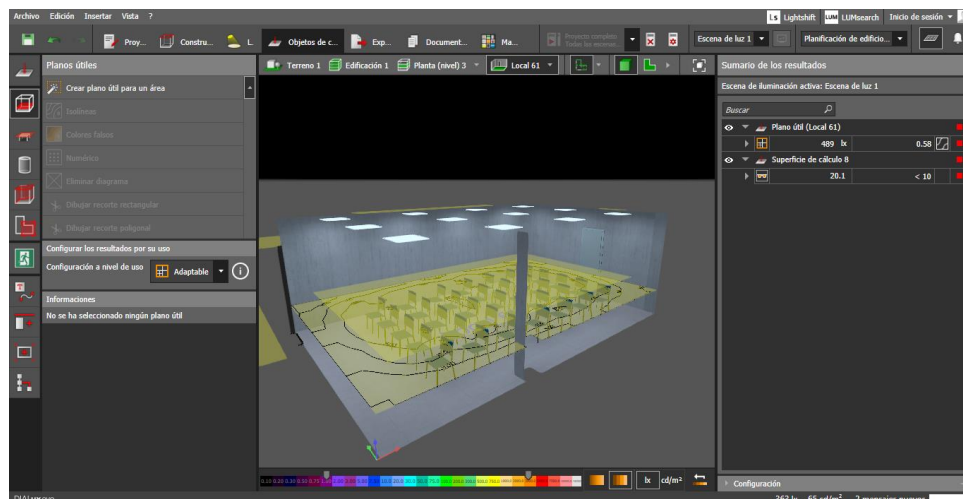 Archivo Edición Insertar Vista ?
Ls Lightshift LUM LUMsearch Inicio de sesión
Proy... Constru... L Objetos de c... Exp... Document... Ma... Proyecto completo Escena de luz 1 Planificación de edificio...
Planos útiles
Crear plano útil para un área
Isolíneas
Colores falsos
Numérico
Eliminar diagrama
Dibujar recorte rectangular
Dibujar recorte poligonal
Configurar los resultados por su uso
Configuración a nivel de uso Adaptable
Informaciones
No se ha seleccionado ningún plano útil
Terreno 1 Edificación 1 Planta (nivel) 3 Local 61
lx cd/m²
Sumario de los resultados
Escena de iluminación activa: Escena de luz 1
Buscar
Plano útil (Local 61)
489 lx 0.58
Superficie de cálculo 8
20.1 < 10
Configuración